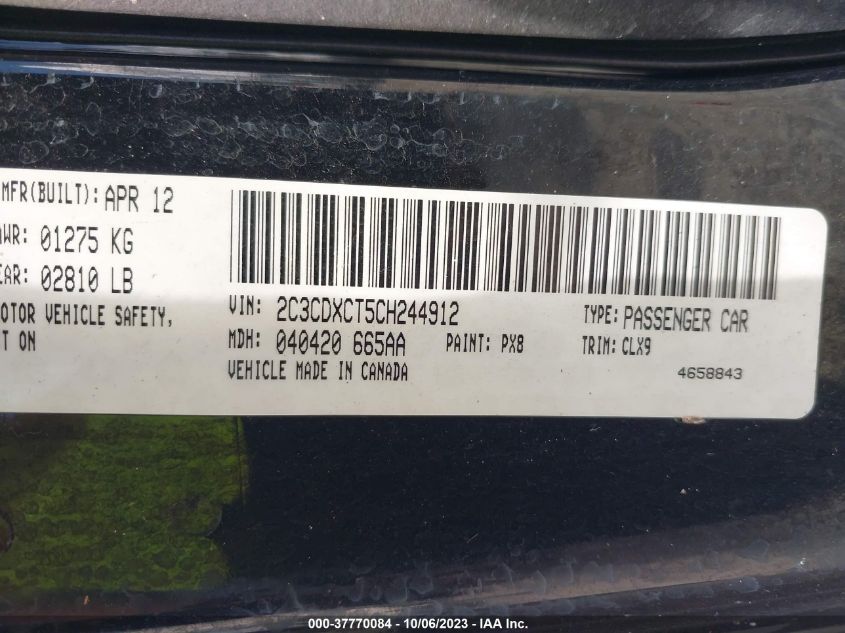 MFR(BUILT): APR 12
WR: 01275 KG
EAR: 02810 LB
OTOR VEHICLE SAFETY,
T ON
VIN: 2C3CDXCT5CH244912
MDH: 040420 665AA PAINT: PX8
VEHICLE MADE IN CANADA
TYPE: PASSENGER CAR
TRIM: CLX9
4658843
000-37770084 - 10/06/2023 - IAA Inc.